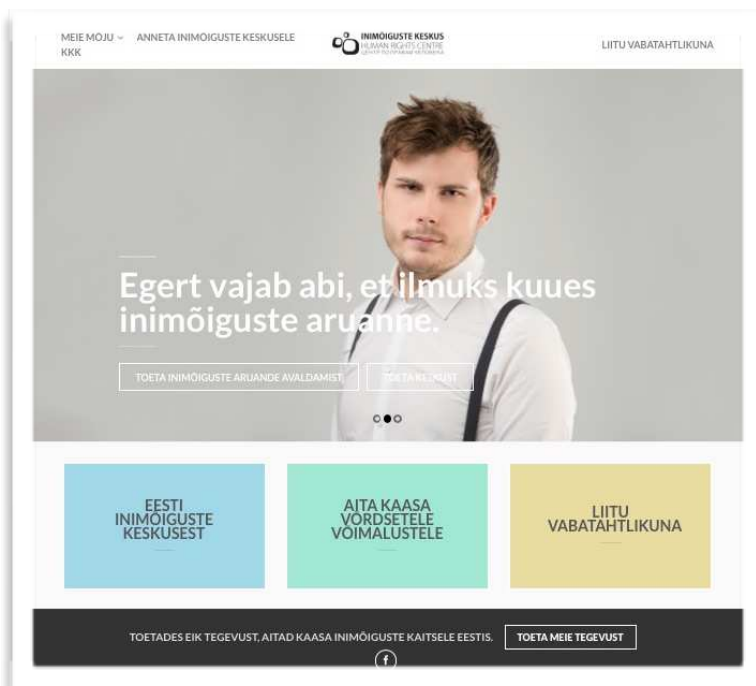 MEIE MÕJU
ANNETA INIMÕIGUSTE KESKUSELE
KKK
INIMÕIGUSTE KESKUS
HUMAN RIGHTS CENTRE
LIITU VABATAHTLIKUNA
Egert vajab abi, et ilmuks kuues
inimõiguste aruanne.
TOETA INIMÕIGUSTE ARUANDE AVALDAMIST
TOETA KESKUST
EESTI
INIMÕIGUSTE
KESKUSEST
AITA KAASA
VÕRDSETELE
VÕIMALUSTELE
LIITU
VABATAHTLIKUNA
TOETADES EIK TEGEVUST, AITAD KAASA INIMÕIGUSTE KAITSELE EESTIS.
TOETA MEIE TEGEVUST
f